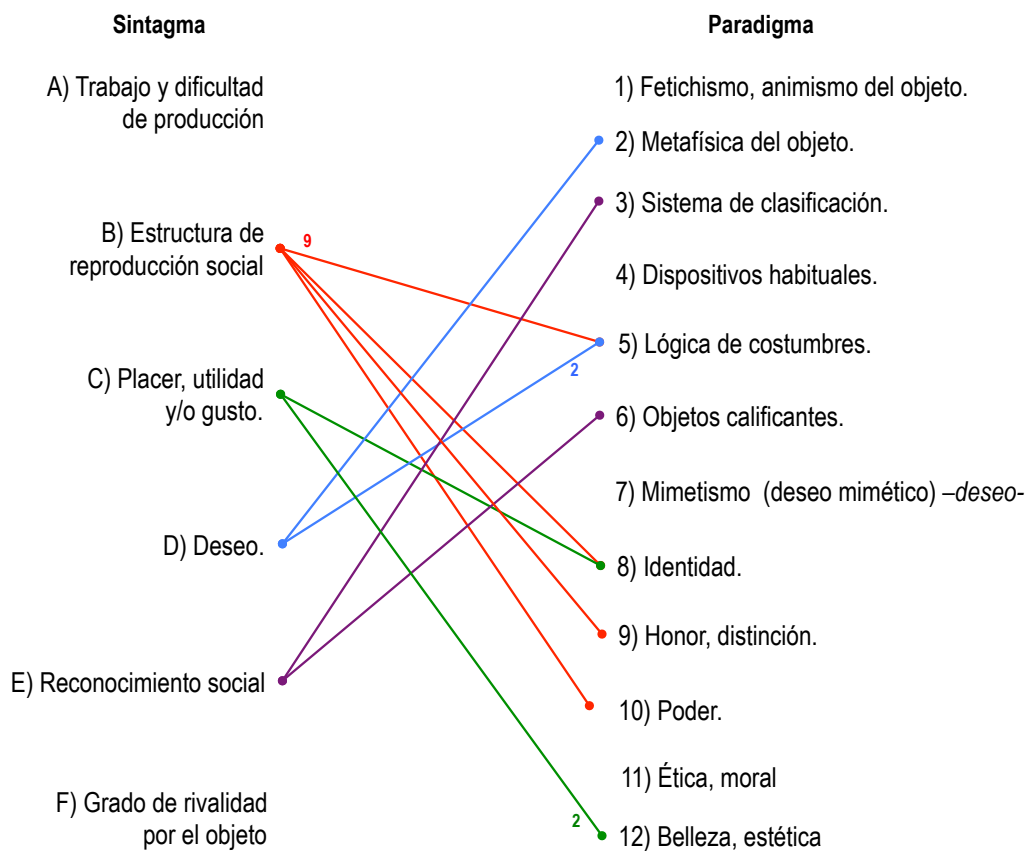 Sintagma
Paradigma
A) Trabajo y dificultad
de producción
B) Estructura de
reproducción social
9
C) Placer, utilidad
y/o gusto.
D) Deseo.
E) Reconocimiento social
F) Grado de rivalidad
por el objeto
1) Fetichismo, animismo del objeto.
2) Metafísica del objeto.
3) Sistema de clasificación.
4) Dispositivos habituales.
5) Lógica de costumbres.
2
6) Objetos calificantes.
7) Mimetismo (deseo mimético) –deseo-
8) Identidad.
9) Honor, distinción.
10) Poder.
11) Ética, moral
2
12) Belleza, estética